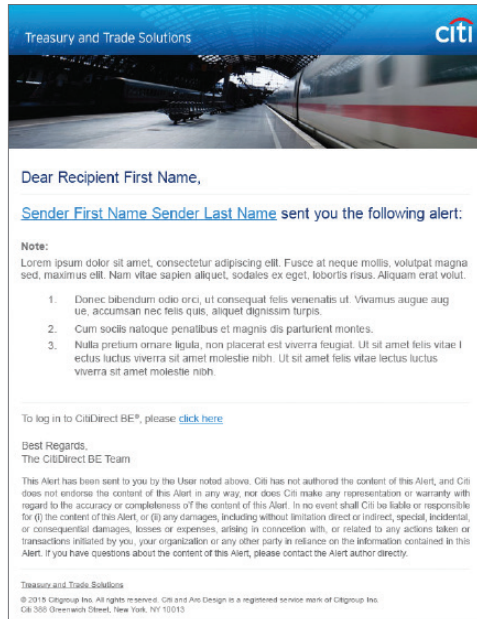 Treasury and Trade Solutions
citi
Dear Recipient First Name,
Sender First Name Sender Last Name sent you the following alert:
Note:
Lorem ipsum dolor sit amet, consectetur adipiscing elit. Fusce at neque mollis, volutpat magna
sed, maximus elit. Nam vitae sapien aliquet, sodales ex eget, lobortis risus. Aliquam erat volut.
1. Donec bibendum odio orci, ut consequat felis venenatis ut. Vivamus augue aug
ue, accumsan nec felis quis, aliquet dignissim turpis.
2. Cum sociis natoque penatibus et magnis dis parturient montes.
3. Nulla pretium ornare ligula, non placerat est viverra feugiat. Ut sit amet felis vitae l
ectus luctus viverra sit amet molestie nibh. Ut sit amet felis vitae lectus luctus
viverra sit amet molestie nibh.
To log in to CitiDirect BE®, please click here
Best Regards,
The CitiDirect BE Team
This Alert has been sent to you by the User noted above. Citi has not authorized the content of this Alert, and Citi
does not endorse the content of this Alert in any way, nor does Citi make any representation or warranty with
regard to the accuracy or completeness of the content of this Alert. In no event shall Citi be liable or responsible
for (i) the content of this Alert, or (ii) any damages, including without limitation direct or indirect, special, incidental,
or consequential damages, losses or expenses, arising in connection with, or related to any actions taken or
transactions initiated by you, your organization or any other party in reliance on the information contained in this
Alert. If you have questions about the content of this Alert, please contact the Alert author directly.
Treasury and Trade Solutions
© 2015 Citigroup Inc. All rights reserved. Citi and Arc Design is a registered service mark of Citigroup Inc.
Citi 388 Greenwich Street, New York, NY 10013